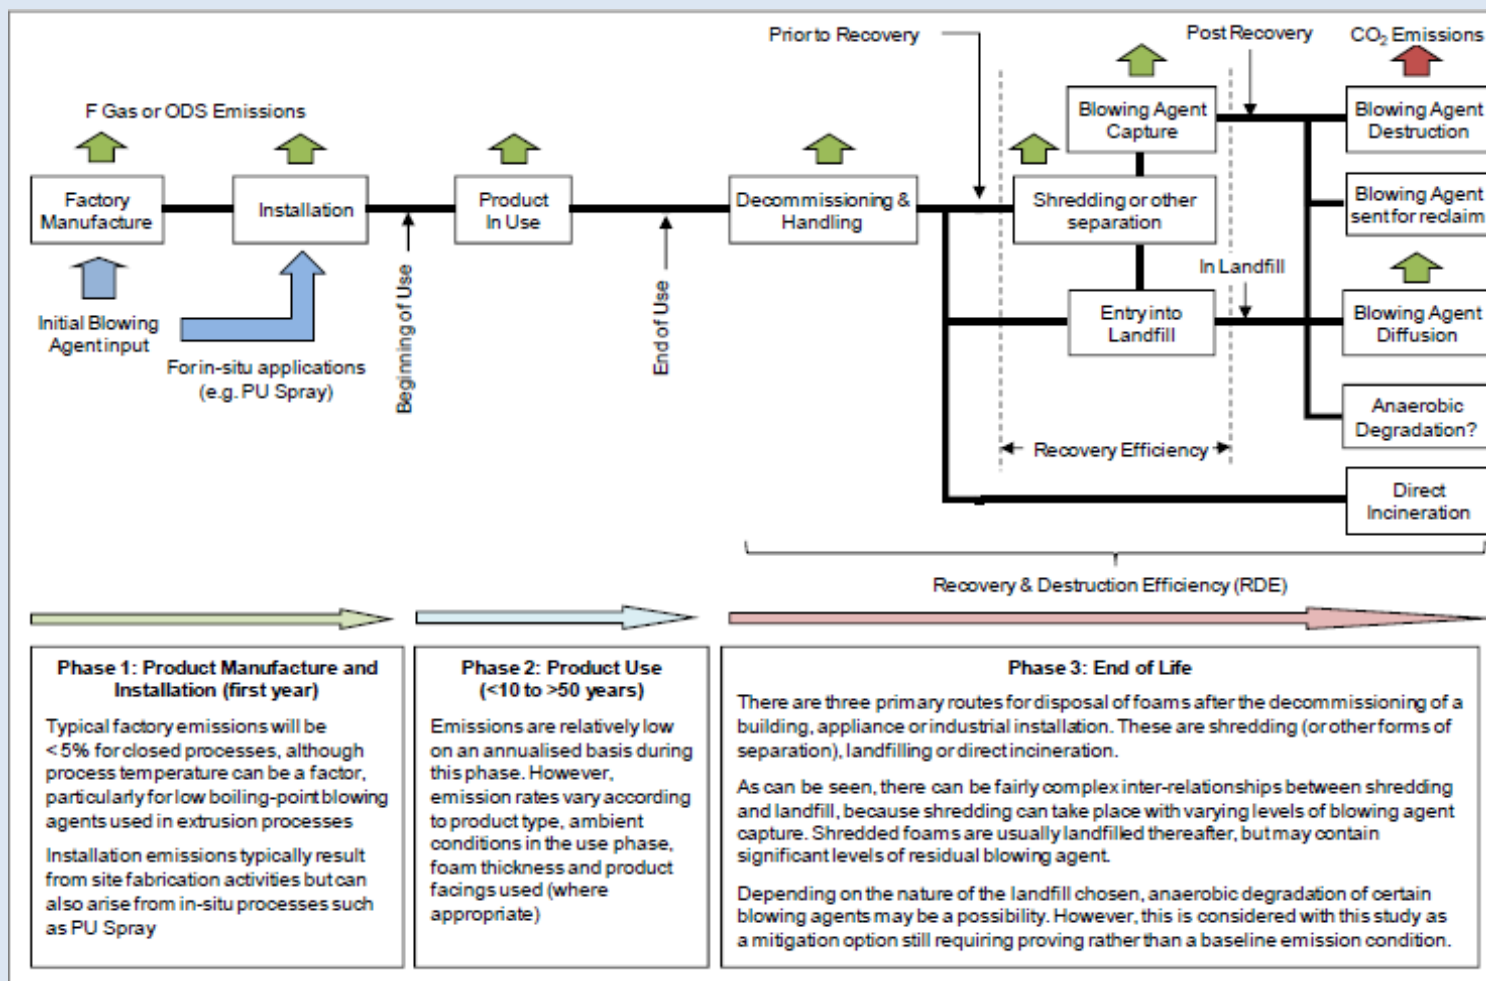 Prior to Recovery
Post Recovery
CO₂ Emissions
F Gas or ODS Emissions
Blowing Agent
Capture
Blowing Agent
Destruction
Factory
Manufacture
Installation
Product
In Use
Decommissioning &
Handling
Shredding or other
separation
Blowing Agent
sent for reclaim
Initial Blowing
Agent input
For in-situ applications
(e.g. PU Spray)
Beginning of Use
End of Use
In Landfill
Entry into
Landfill
Blowing Agent
Diffusion
Anaerobic
Degradation?
Recovery Efficiency
Direct
Incineration
Recovery & Destruction Efficiency (RDE)
Phase 1: Product Manufacture and
Installation (first year)
Typical factory emissions will be
< 5% for closed processes, although
process temperature can be a factor,
particularly for low boiling-point blowing
agents used in extrusion processes
Installation emissions typically result
from site fabrication activities but can
also arise from in-situ processes such
as PU Spray
Phase 2: Product Use
(<10 to >50 years)
Emissions are relatively low
on an annualised basis during
this phase. However,
emission rates vary according
to product type, ambient
conditions in the use phase,
foam thickness and product
facings used (where
appropriate)
Phase 3: End of Life
There are three primary routes for disposal of foams after the decommissioning of a
building, appliance or industrial installation. These are shredding (or other forms of
separation), landfilling or direct incineration.
As can be seen, there can be fairly complex inter-relationships between shredding
and landfill, because shredding can take place with varying levels of blowing agent
capture. Shredded foams are usually landfilled thereafter, but may contain
significant levels of residual blowing agent.
Depending on the nature of the landfill chosen, anaerobic degradation of certain
blowing agents may be a possibility. However, this is considered with this study as
a mitigation option still requiring proving rather than a baseline emission condition.